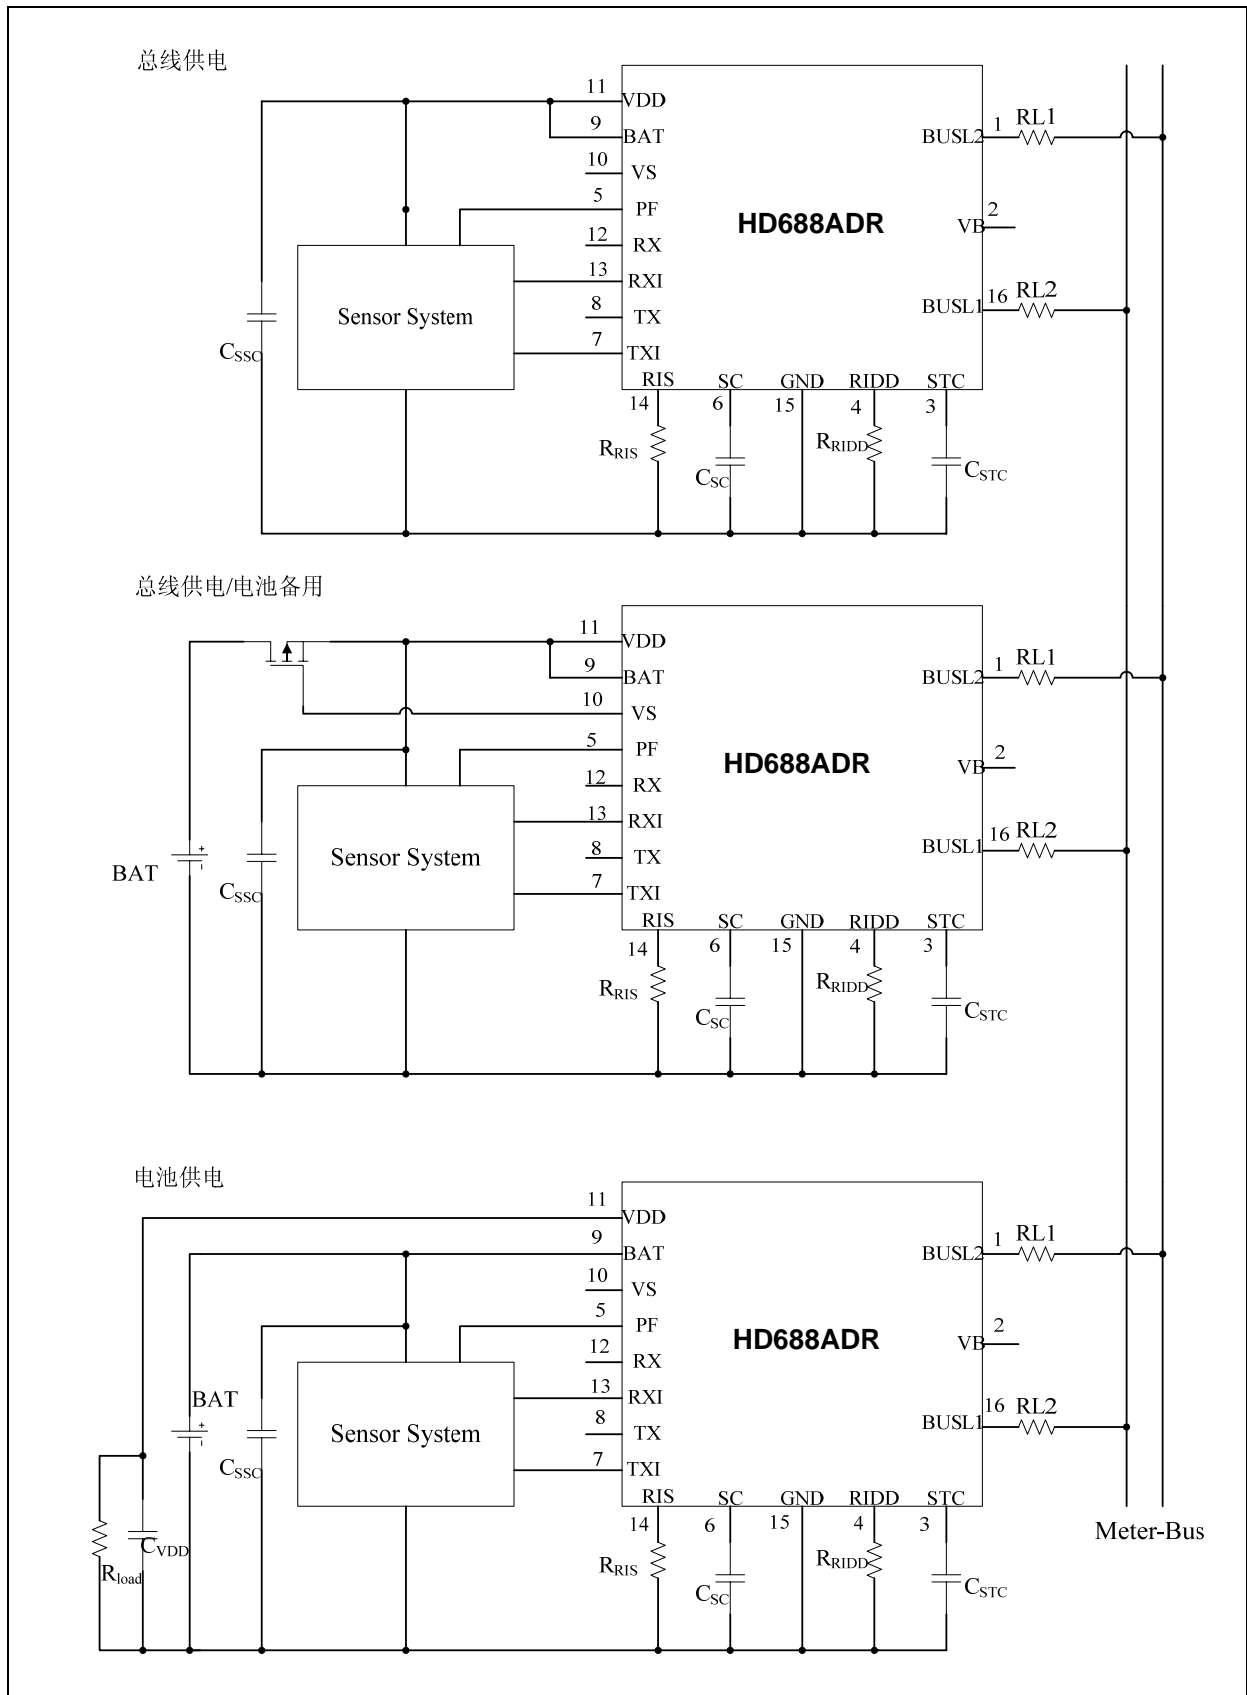 总线供电
11
VDD
9
BAT
10
VS
5
PF
12
RX
13
RXI
8
TX
7
TXI
HD688ADR
BUSL2
1
RL1
VB
2
BUSL1
16
RL2
Sensor System
CSSC
RIS
SC
GND
RIDD
STC
14
6
15
4
3
RRIS
CSC
RRIDD
CSTC
总线供电/电池备用
11
VDD
9
BAT
10
VS
5
PF
12
RX
13
RXI
8
TX
7
TXI
HD688ADR
BUSL2
1
RL1
VB
2
BUSL1
16
RL2
Sensor System
BAT
+
-
CSSC
RIS
SC
GND
RIDD
STC
14
6
15
4
3
RRIS
CSC
RRIDD
CSTC
电池供电
11
VDD
9
BAT
10
VS
5
PF
12
RX
13
RXI
8
TX
7
TXI
HD688ADR
BUSL2
1
RL1
VB
2
BUSL1
16
RL2
Sensor System
BAT
+
-
CSSC
CVDD
Rload
RIS
SC
GND
RIDD
STC
14
6
15
4
3
RRIS
CSC
RRIDD
CSTC
Meter-Bus